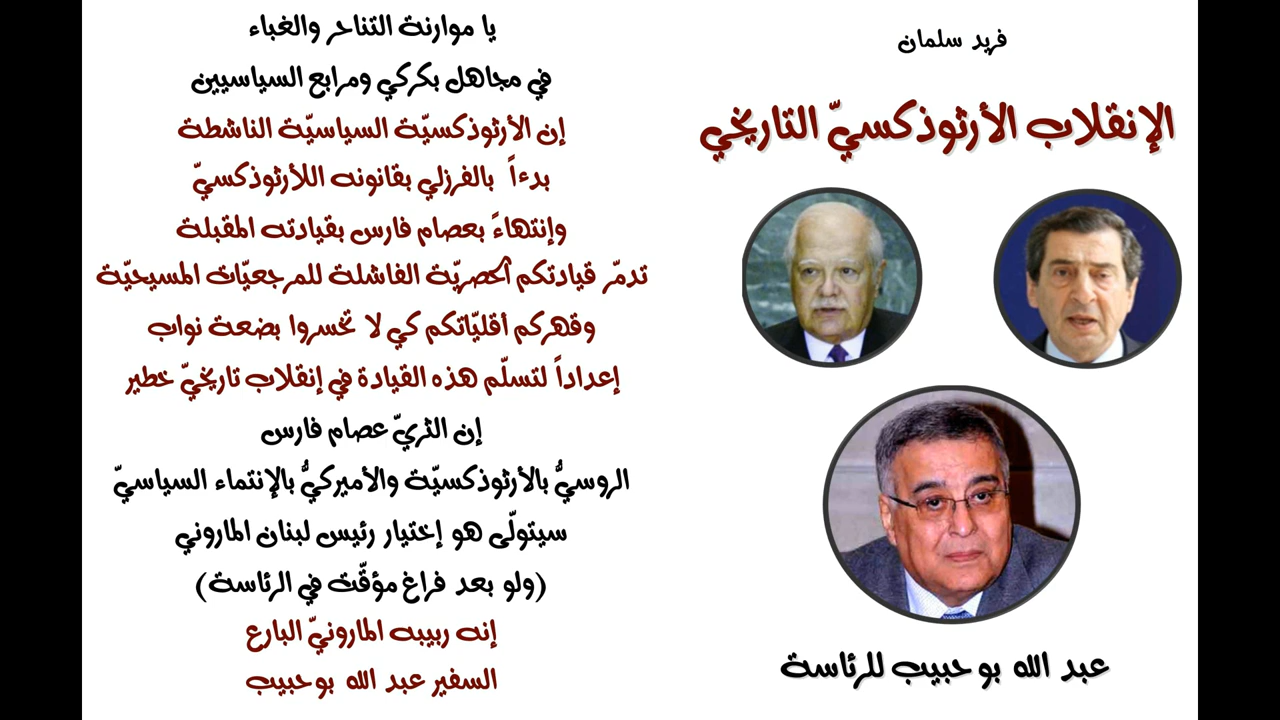 فريد سلمان
الإنقلاب الأرثوذكسيّ التاريخي
عبد الله بو حبيب للرئاسة
يا موارنة التناحر والغباء
في مجاهل بكركي ومرابع السياسيين
إن الأرثوذكسيّة السياسيّة الناشطة
بدءاً بالفرزلي بقانونه اللأرثوذكسيّ
وإنتهاءً بعصام فارس بقيادته المقبلة
تدمّر قيادتكم الحصريّة الفاشلة للمرجعيّات المسيحيّة
وقهركم أقليّاتكم كي لا تخسروا بضعة نواب
إعداداً لتسلّم هذه القيادة في إنقلاب تاريخيّ خطير
إن الثريّ عصام فارس
الروسيُّ بالأرثوذكسيّة والأميركيُّ بالإنتماء السياسيّ
سيتولّى هو إختيار رئيس لبنان الماروني
(ولو بعد فراغ مؤقّت في الرئاسة)
إنه ربيبه المارونيّ البارع
السفير عبد الله بو حبيب